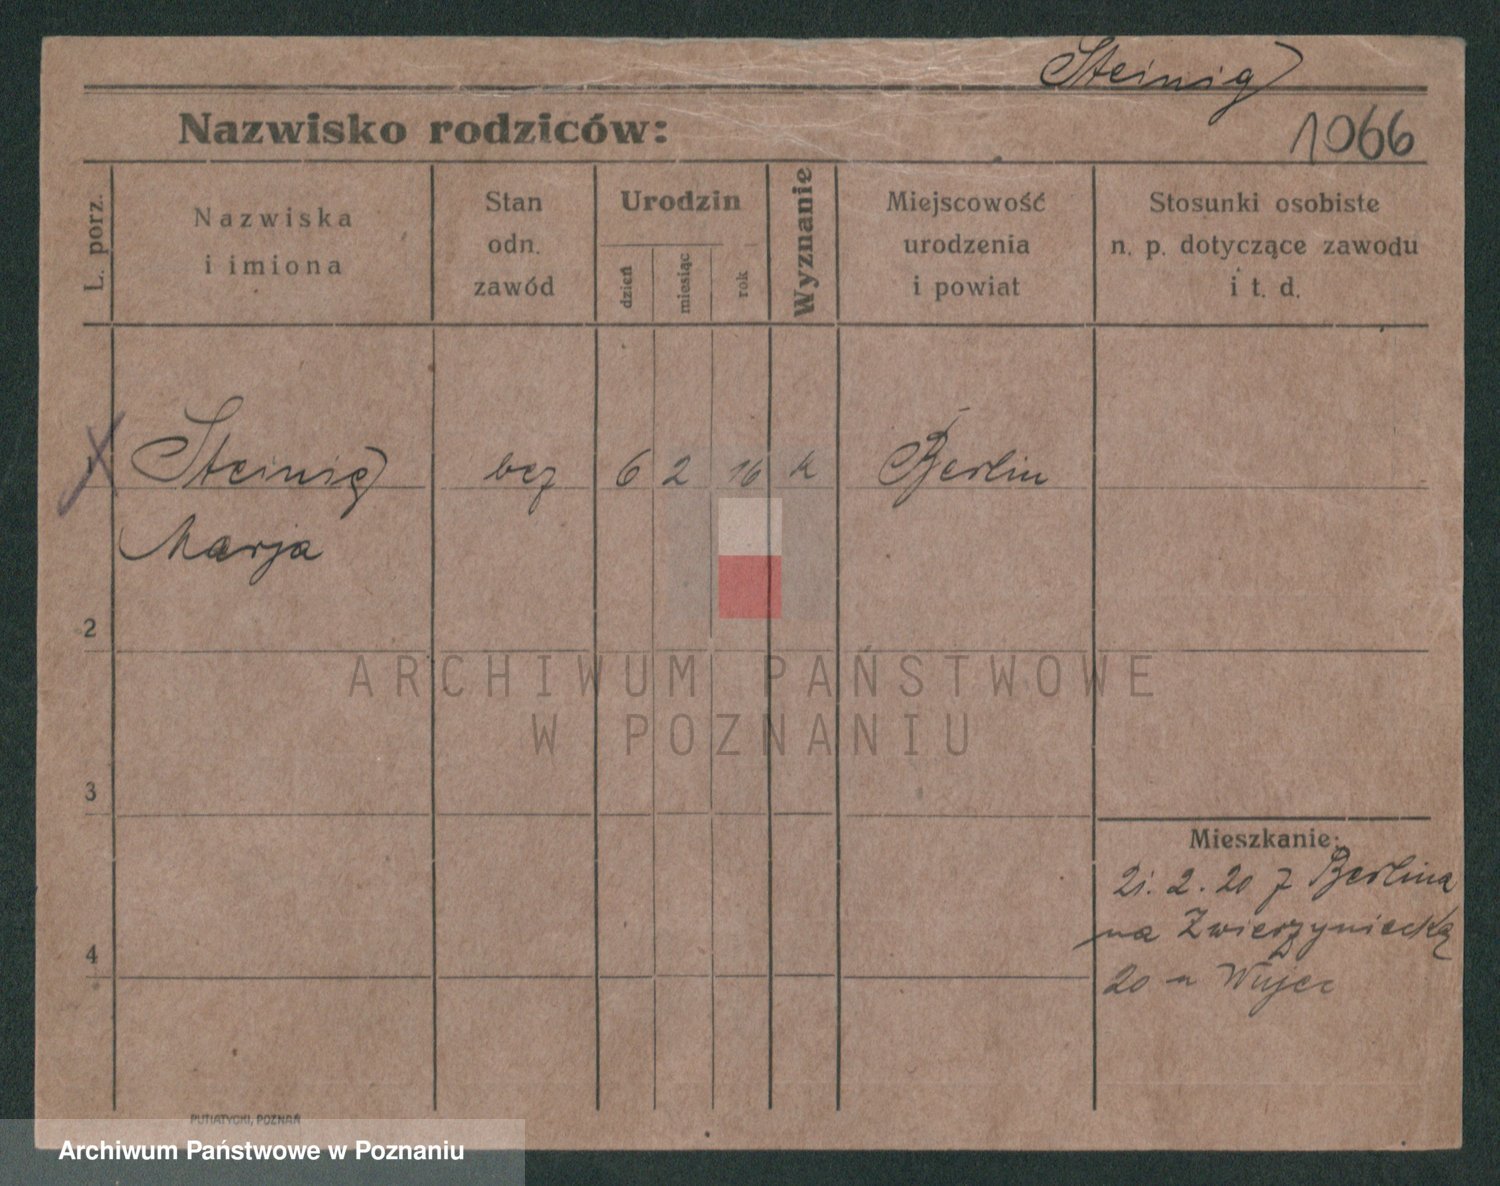 Steinig
Nazwisko rodziców:
1066
L. porz.
Nazwiska
i imiona
Stan
odn.
zawód
Urodzin
dzień
miesiąc
rok
Wyznanie
Miejscowość
urodzenia
i powiat
Stosunki osobiste
n. p. dotyczące zawodu
i t. d.
Steinig bez 6 2 16 k Berlin
Marja
2
3
4
Mieszkanie:
21. 2. 20 z Berlina
na Zwierzyniecką
20 u Wujec
ARCHIWUM PAŃSTWOWE
W POZNANIU
PUTIATYCKI, POZNAŃ
Archiwum Państwowe w Poznaniu